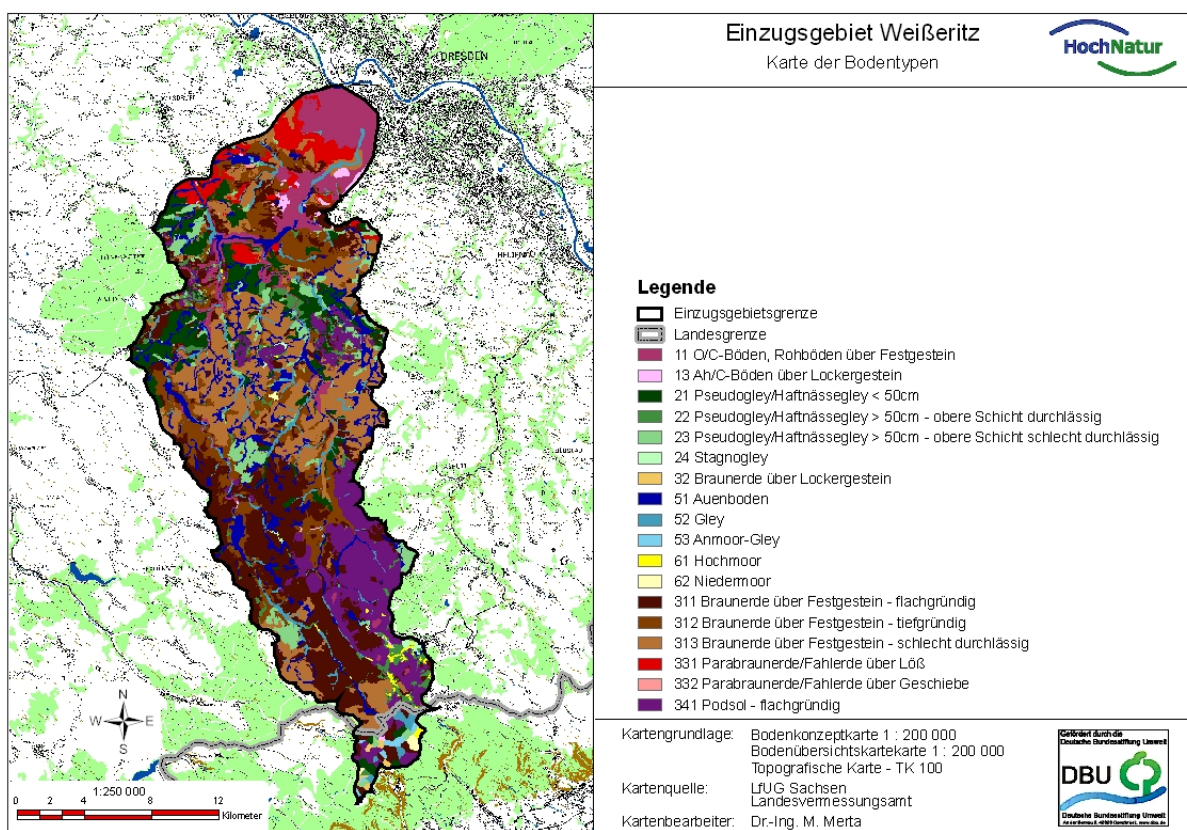 Einzugsgebiet Weißeritz
Karte der Bodentypen
HochNatur
DRESDEN
Legende
Einzugsgebietsgrenze
Landesgrenze
11 O/C-Böden, Rohböden über Festgestein
13 Ah/C-Böden über Lockergestein
21 Pseudogley/Haftnässegley < 50cm
22 Pseudogley/Haftnässegley > 50cm - obere Schicht durchlässig
23 Pseudogley/Haftnässegley > 50cm - obere Schicht schlecht durchlässig
24 Stagnogley
32 Braunerde über Lockergestein
51 Auenboden
52 Gley
53 Anmoor-Gley
61 Hochmoor
62 Niedermoor
311 Braunerde über Festgestein - flachgründig
312 Braunerde über Festgestein - tiefgründig
313 Braunerde über Festgestein - schlecht durchlässig
331 Parabraunerde/Fahlerde über Löß
332 Parabraunerde/Fahlerde über Geschiebe
341 Podsol - flachgründig
N
W E
S
1:250 000
0 2 4 8 12
Kilometer
Kartengrundlage: Bodenkonzeptkarte 1 : 200 000
Bodenübersichtskartekarte 1 : 200 000
Topografische Karte - TK 100
Kartenquelle: LfUG Sachsen
Landesvermessungsamt
Kartenbearbeiter: Dr.-Ing. M. Merta
Gefördert durch die
Deutsche Bundesstiftung Umwelt
DBU
Deutsche Bundesstiftung Umwelt